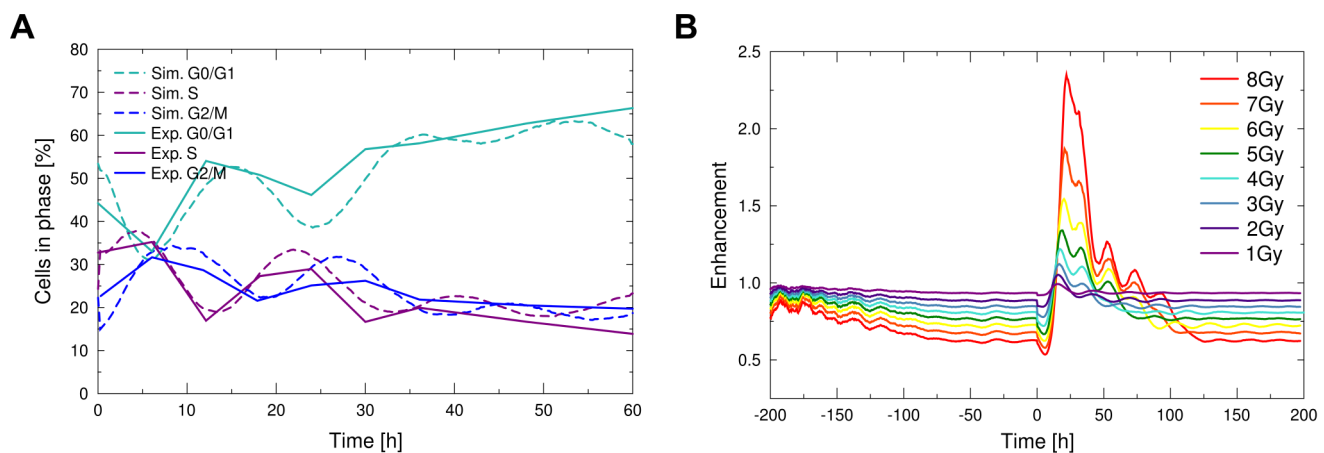 A
Cells in phase [%]
80
70
60
50
40
30
20
10
0
Sim. G0/G1
Sim. S
Sim. G2/M
Exp. G0/G1
Exp. S
Exp. G2/M
0 10 20 30 40 50 60
Time [h]
B
Enhancement
2.5
2.0
1.5
1.0
0.5
8Gy
7Gy
6Gy
5Gy
4Gy
3Gy
2Gy
1Gy
-200 -150 -100 -50 0 50 100 150 200
Time [h]